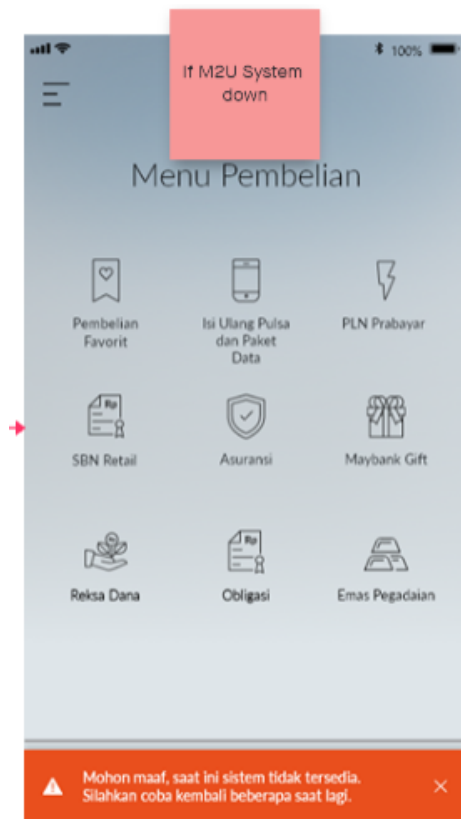 If M2U System
down
100%
Menu Pembelian
Pembelian
Favorit
Isi Ulang Pulsa
dan Paket
Data
PLN Prabayar
Rp
SBN Retail
Asuransi
Maybank Gift
Reksa Dana
Rp
Obligasi
Emas Pegadaian
Mohon maaf, saat ini sistem tidak tersedia.
Silahkan coba kembali beberapa saat lagi.